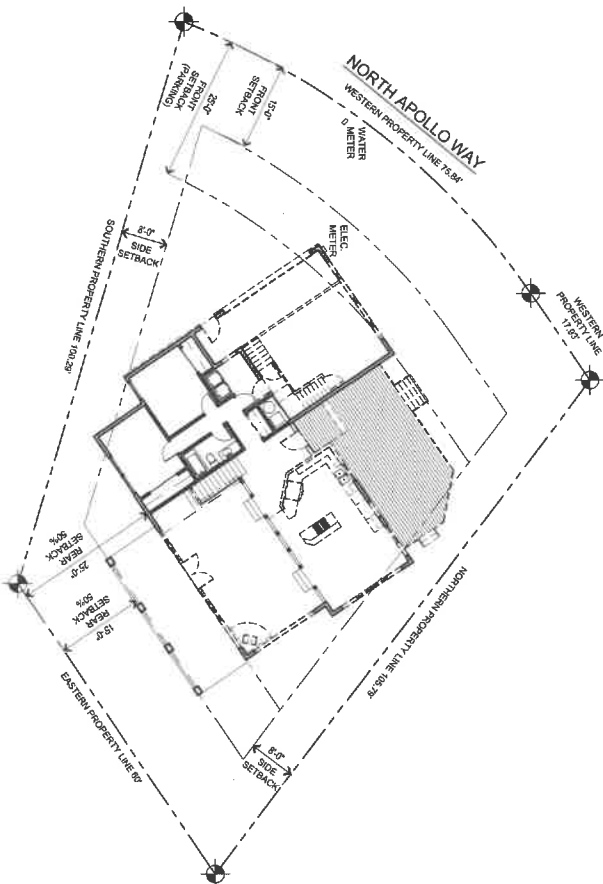 NORTH APOLLO WAY
WESTERN PROPERTY LINE 75.84'
WATER
METER
ELEC.
METER
WESTERN
PROPERTY LINE
17.93'
15'-0"
FRONT
SETBACK
25'-0"
FRONT
SETBACK
(PARKING)
8'-0"
SIDE
SETBACK
SOUTHERN PROPERTY LINE 100.29'
25'-0"
REAR
SETBACK
50%
15'-0"
REAR
SETBACK
50%
EASTERN PROPERTY LINE 60'
8'-0"
SIDE
SETBACK
NORTHERN PROPERTY LINE 105.79'